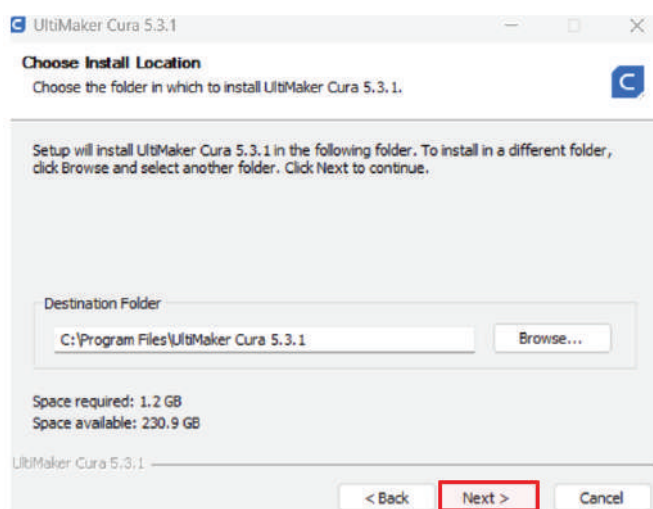 UltiMaker Cura 5.3.1
Choose Install Location
Choose the folder in which to install UltiMaker Cura 5.3.1.
Setup will install UltiMaker Cura 5.3.1 in the following folder. To install in a different folder,
click Browse and select another folder. Click Next to continue.
Destination Folder
C:\Program Files\UltiMaker Cura 5.3.1
Browse...
Space required: 1.2 GB
Space available: 230.9 GB
UltiMaker Cura 5.3.1
< Back Next > Cancel